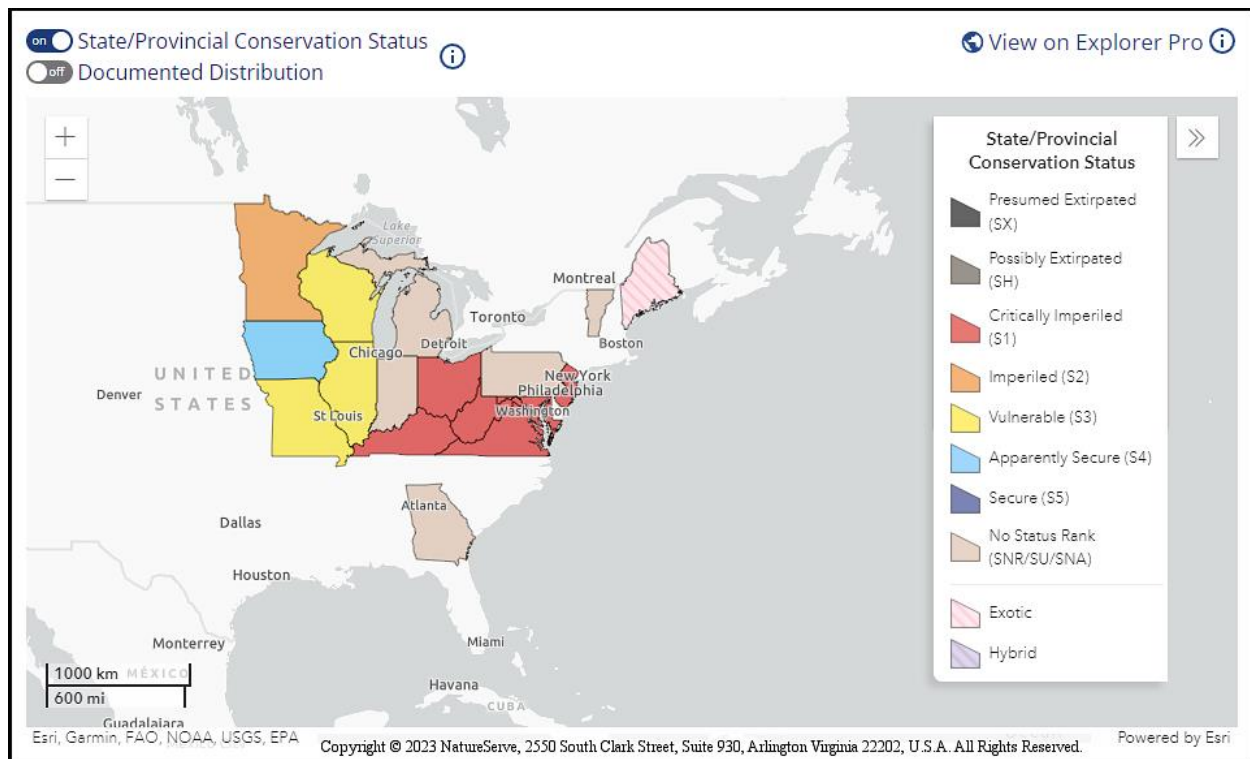 on State/Provincial Conservation Status
off Documented Distribution
View on Explorer Pro
+
−
Lake
Superior
Montreal
Toronto
Boston
Detroit
Chicago
UNITED
STATES
New York
Philadelphia
Denver
Washington
St Louis
Atlanta
Dallas
Houston
Monterrey
Miami
1000 km
MÉXICO
600 mi
Havana
CUBA
Guadalajara
State/Provincial
Conservation Status
Presumed Extirpated
(SX)
Possibly Extirpated
(SH)
Critically Imperiled
(S1)
Imperiled (S2)
Vulnerable (S3)
Apparently Secure (S4)
Secure (S5)
No Status Rank
(SNR/SU/SNA)
Exotic
Hybrid
Esri, Garmin, FAO, NOAA, USGS, EPA
Copyright © 2023 NatureServe, 2550 South Clark Street, Suite 930, Arlington Virginia 22202, U.S.A. All Rights Reserved.
Powered by Esri